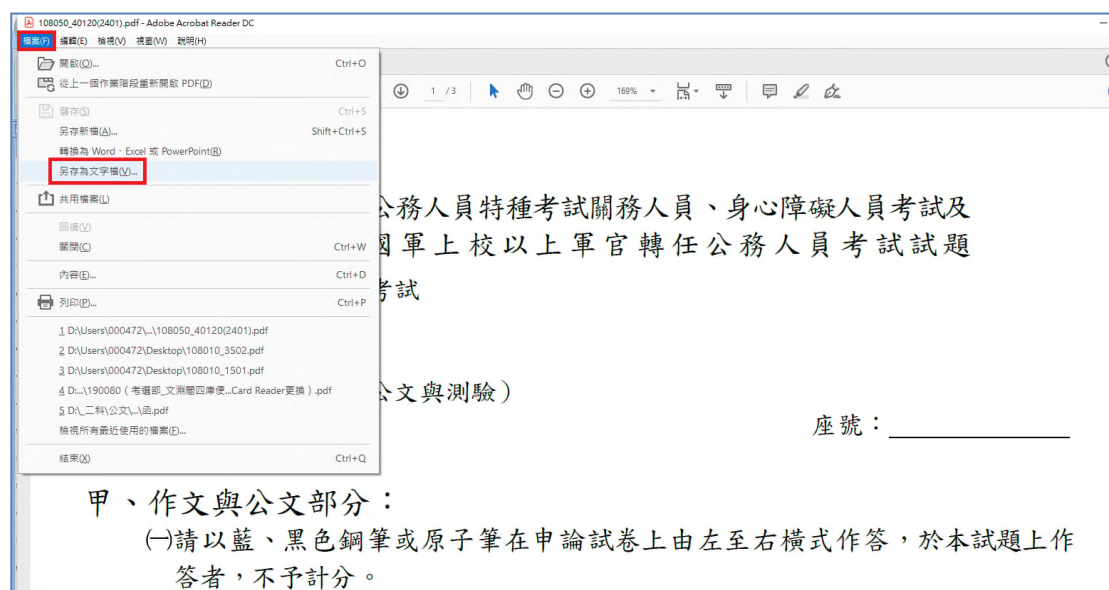 108050_40120(2401).pdf - Adobe Acrobat Reader DC
檔案(F) 編輯(E) 檢視(V) 視窗(W) 說明(H)
開啟(O)... Ctrl+O
從上一個作業階段重新開啟 PDF(D)
1 / 3 169%
儲存(S) Ctrl+S
另存新檔(A)... Shift+Ctrl+S
轉換為 Word、Excel 或 PowerPoint(R)
另存為文字檔(V)...
共用檔案(L)
公務人員特種考試關務人員、身心障礙人員考試及
回復(V)
關閉(C) Ctrl+W
國軍上校以上軍官轉任公務人員考試試題
內容(E)... Ctrl+D
考試
列印(P)... Ctrl+P
1 D:\Users\000472\...\108050_40120(2401).pdf
2 D:\Users\000472\Desktop\108010_3502.pdf
3 D:\Users\000472\Desktop\108010_1501.pdf
4 D:...\190080（考選部_文淵閣四庫便...Card Reader更換）.pdf
公文與測驗）
5 D:\_二科\公文\...\函.pdf
檢視所有最近使用的檔案(F)...
座號：
結束(X) Ctrl+Q
甲、作文與公文部分：
㈠請以藍、黑色鋼筆或原子筆在申論試卷上由左至右橫式作答，於本試題上作
答者，不予計分。